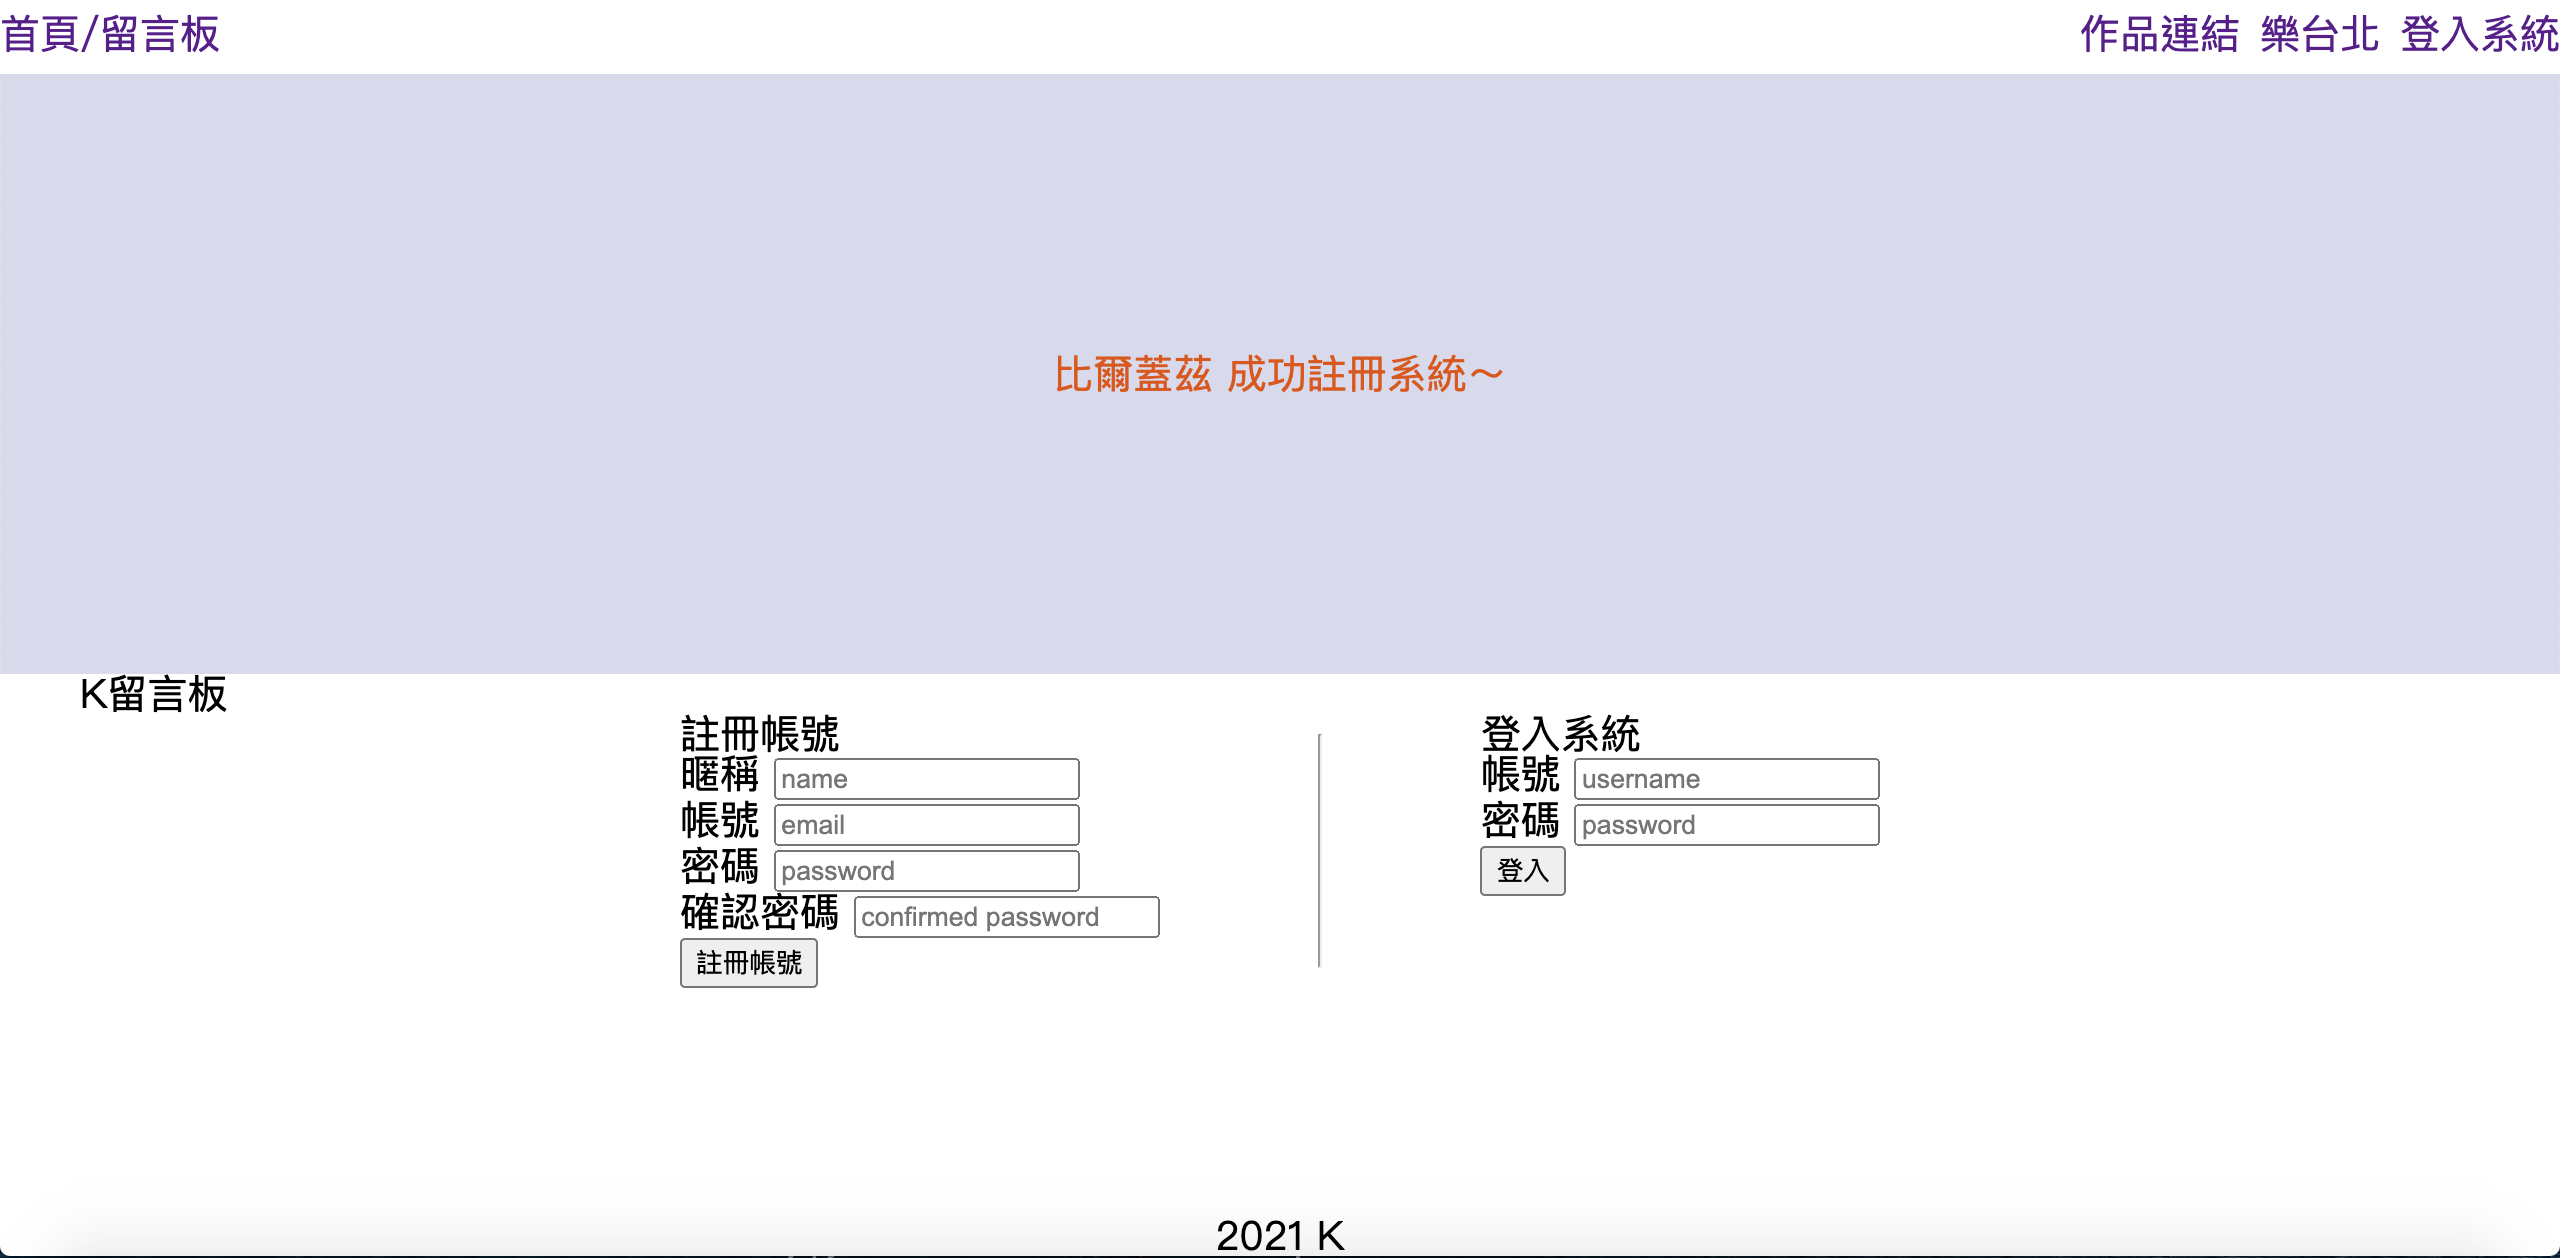 首頁/留言板
作品連結 樂台北 登入系統
比爾蓋茲 成功註冊系統～
K留言板
註冊帳號
暱稱 name
帳號 email
密碼 password
確認密碼 confirmed password
註冊帳號
登入系統
帳號 username
密碼 password
登入
2021 K